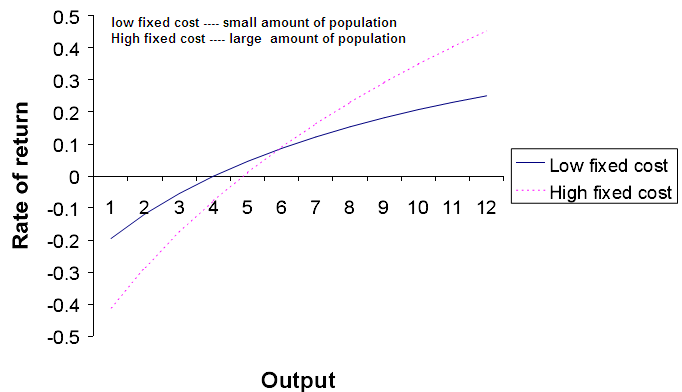 low fixed cost ---- small amount of population
High fixed cost ---- large  amount of population
0.5
0.4
0.3
0.2
0.1
0
-0.1
-0.2
-0.3
-0.4
-0.5
Rate of return
1 2 3 4 5 6 7 8 9 10 11 12
Output
Low fixed cost
High fixed cost